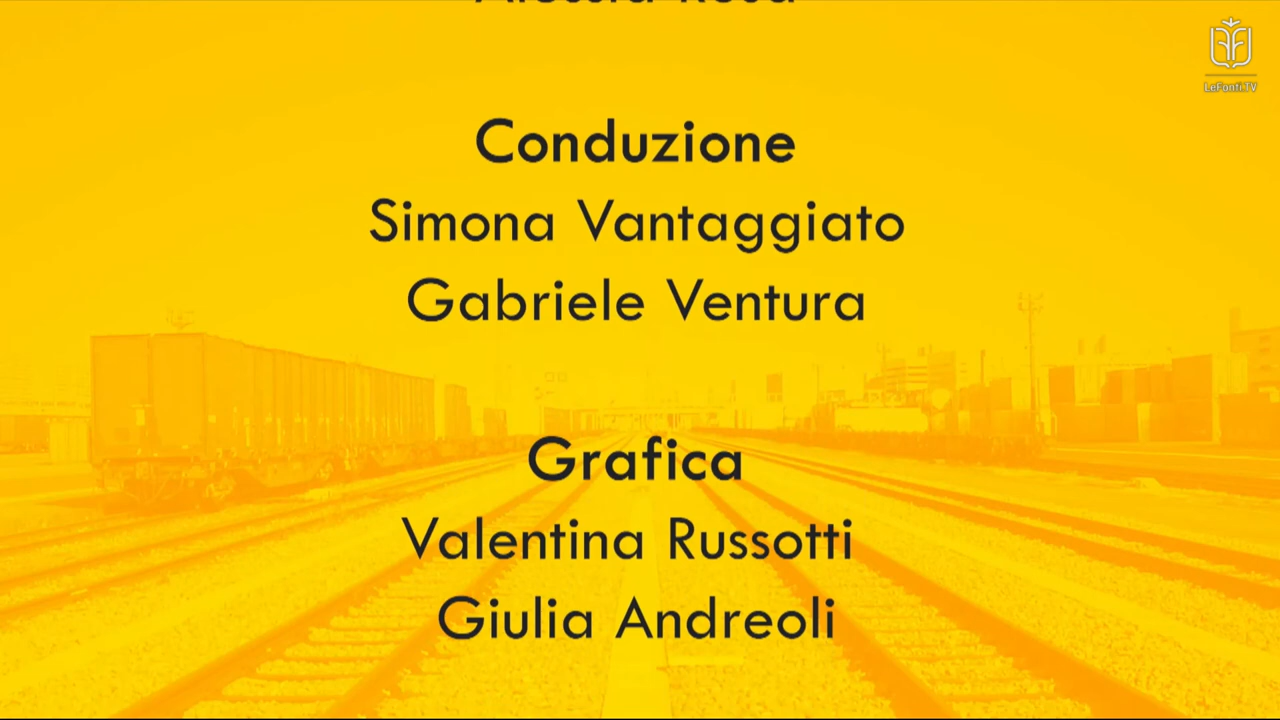 Conduzione
Simona Vantaggiato
Gabriele Ventura
Grafica
Valentina Russotti
Giulia Andreoli
LeFonti.TV